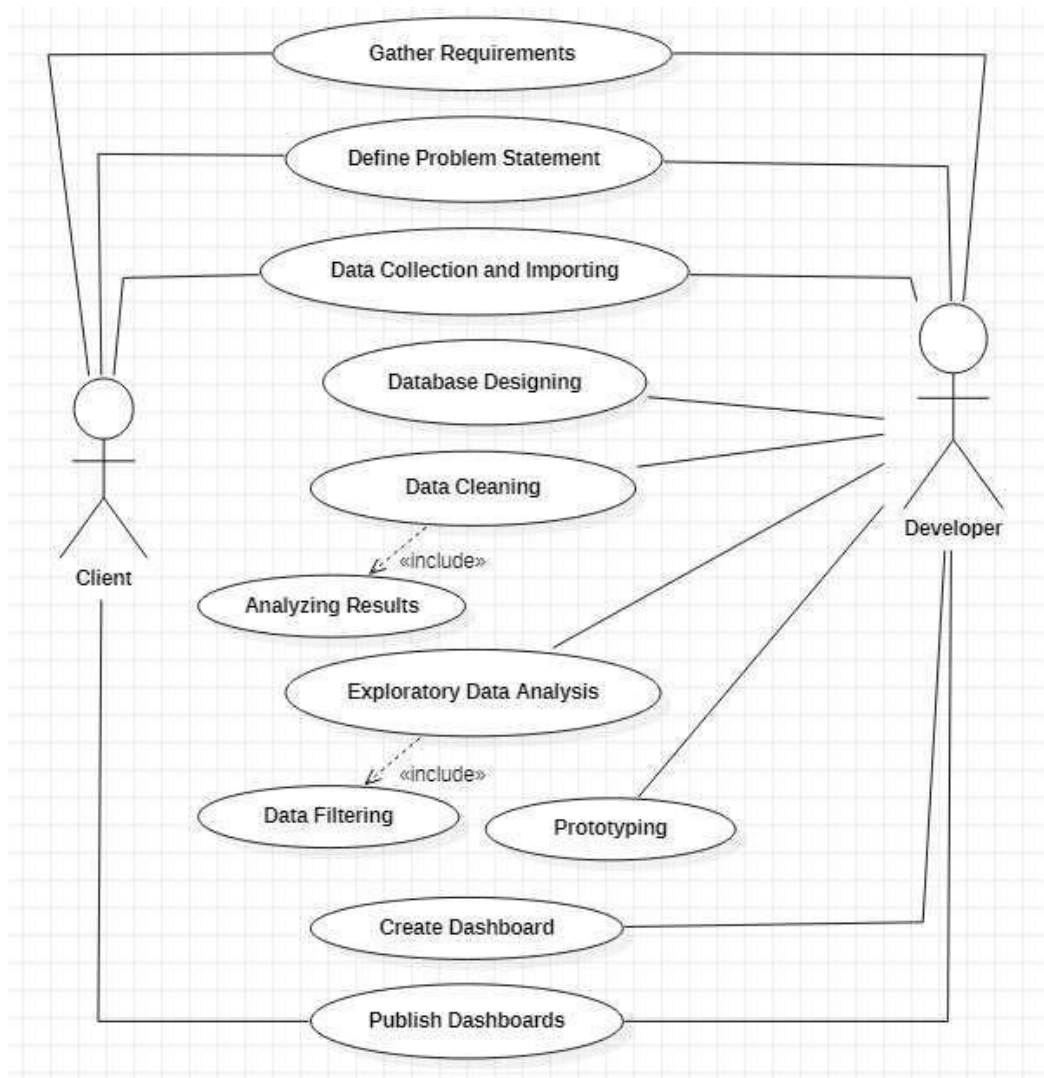 Gather Requirements
Define Problem Statement
Data Collection and Importing
Database Designing
Data Cleaning
Developer
«include»
Client
Analyzing Results
Exploratory Data Analysis
«include»
Data Filtering
Prototyping
Create Dashboard
Publish Dashboards